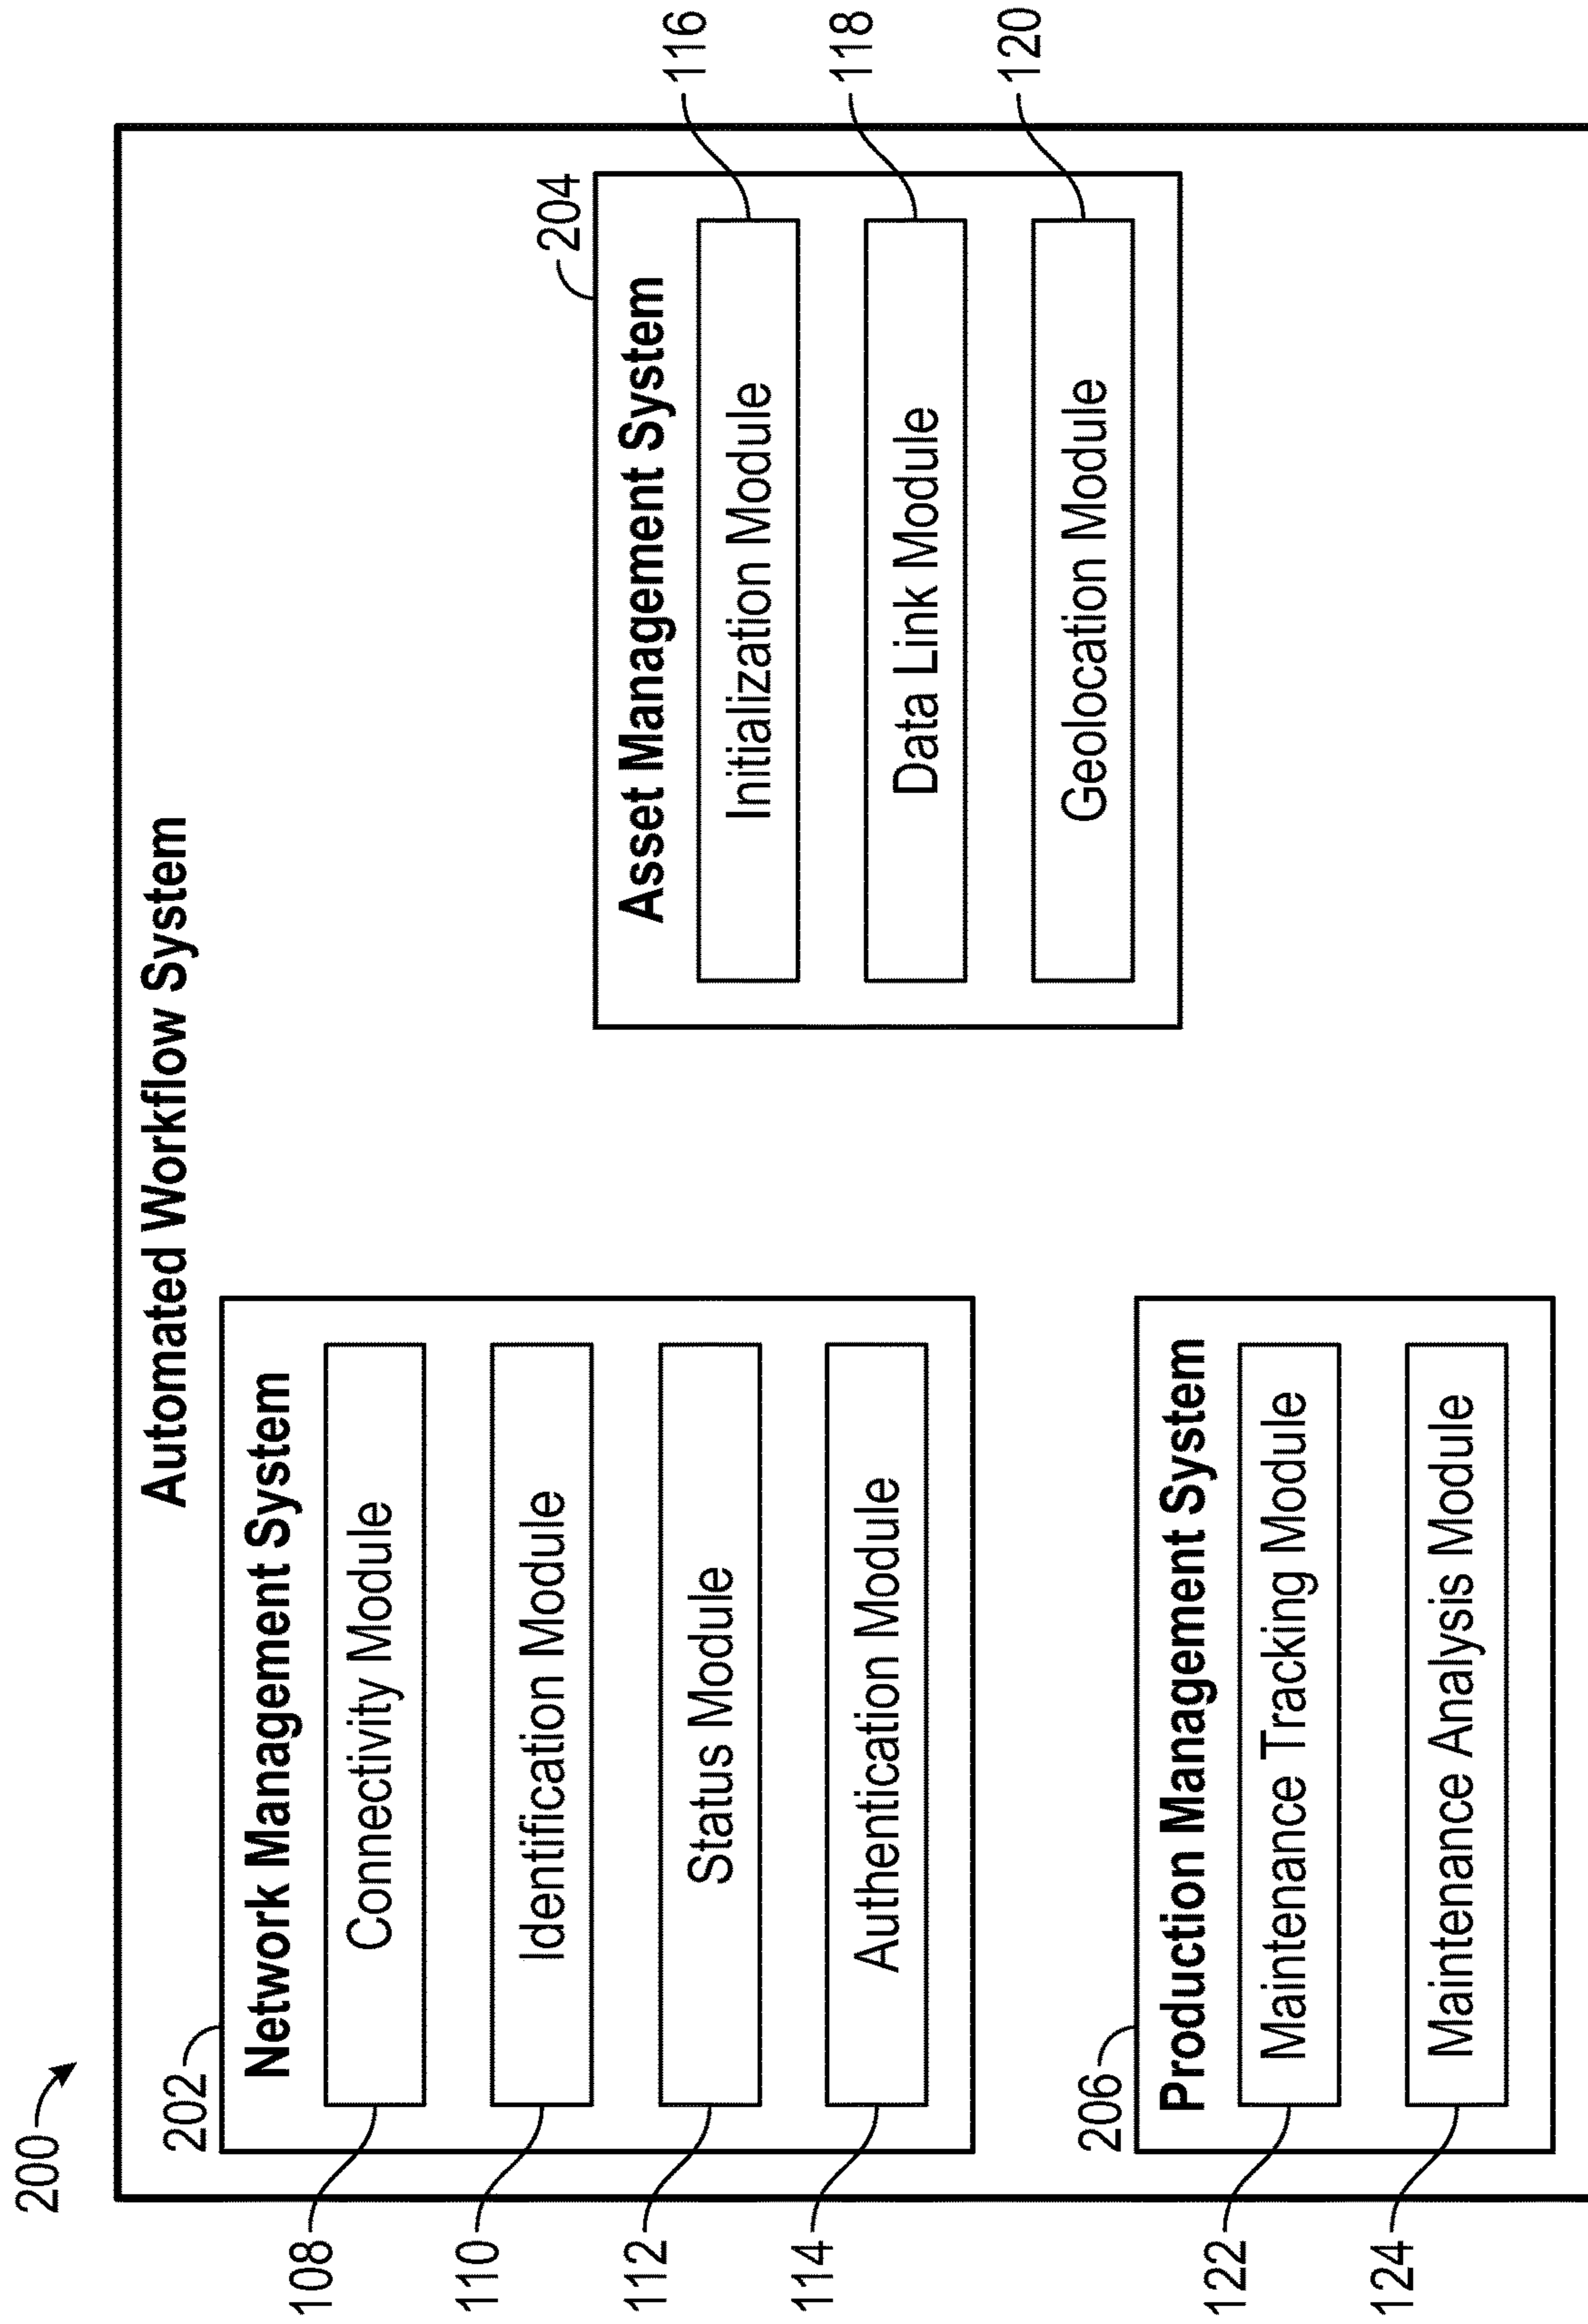 200
Automated Workflow System
202
Network Management System
108
Connectivity Module
110
Identification Module
112
Status Module
114
Authentication Module
204
Asset Management System
Initialization Module
116
Data Link Module
118
Geolocation Module
120
206
Production Management System
122
Maintenance Tracking Module
124
Maintenance Analysis Module